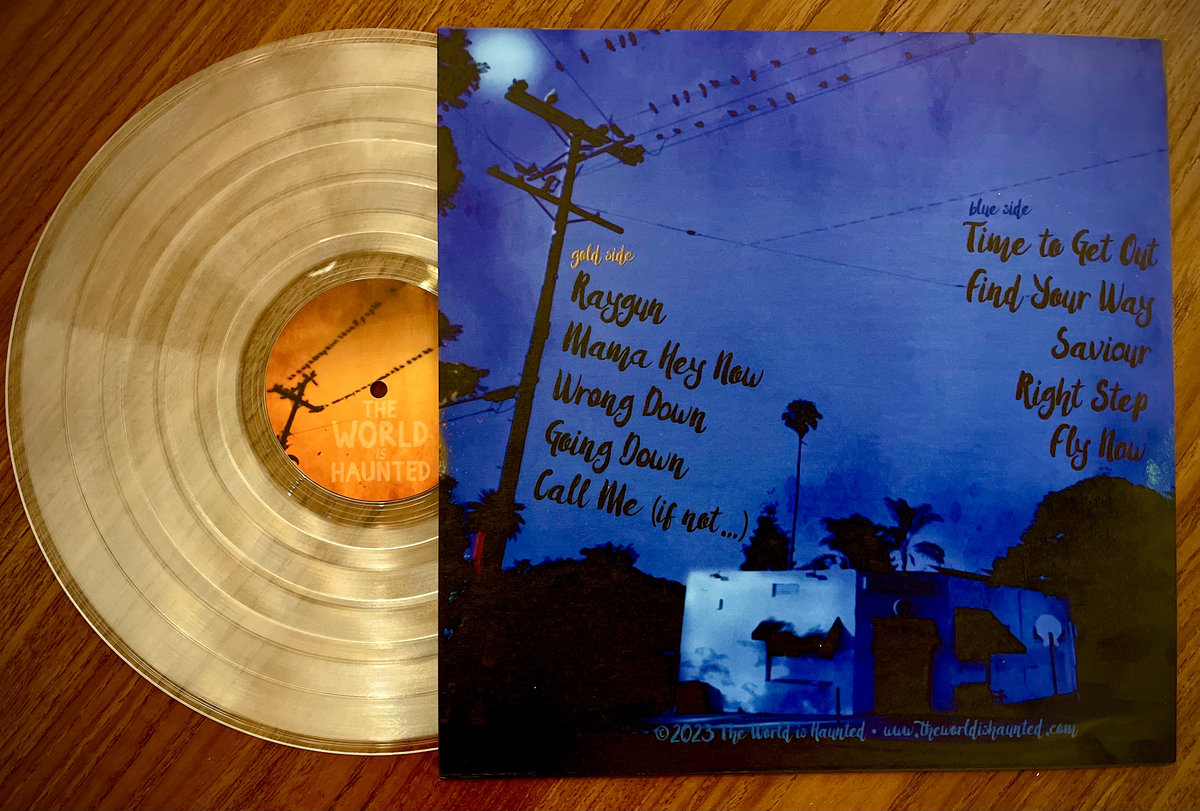 THE
WORLD
IS
HAUNTED
gold side
Raygun
Mama Hey Now
Wrong Down
Going Down
Call Me (if not...)
blue side
Time to Get Out
Find Your Way
Saviour
Right Step
Fly Now
©2023 The World is Haunted • www.theworldishaunted.com